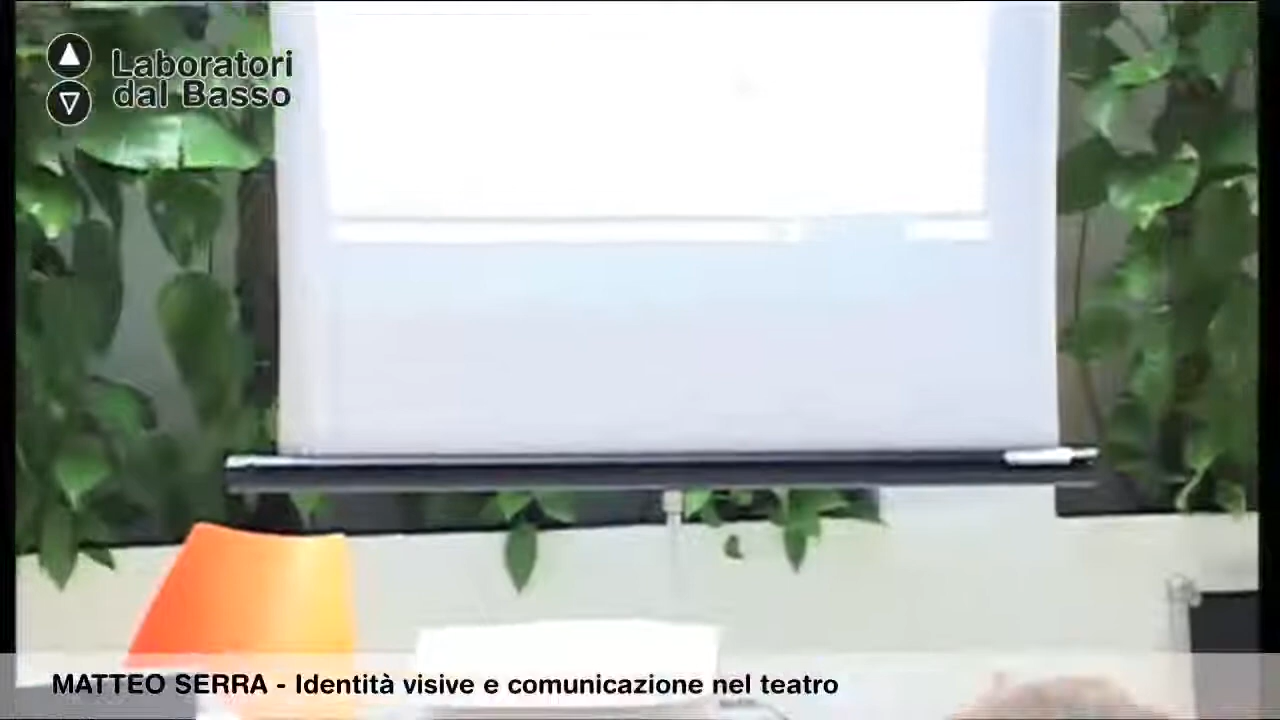 Laboratori
dal Basso
MATTEO SERRA - Identità visive e comunicazione nel teatro